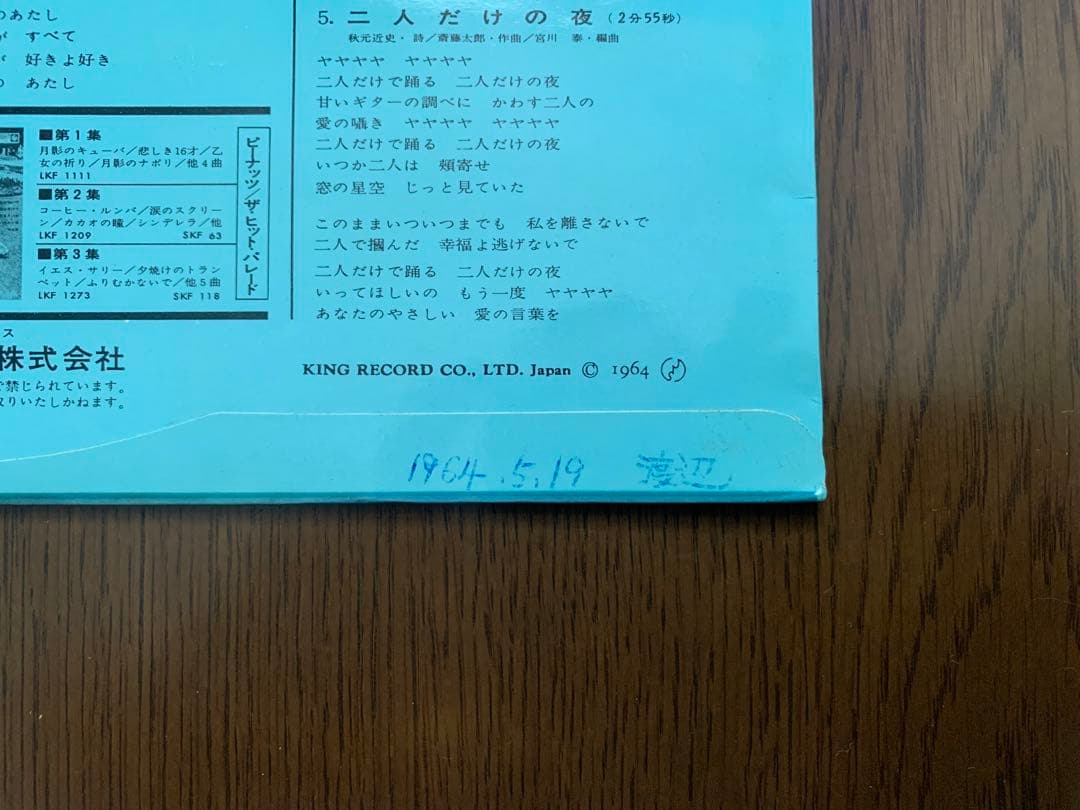 のあたし
が すべて
が 好きよ好き
の あたし
■第1集
月影のキューバ/悲しき16才/乙
女の祈り/月影のナポリ/他4曲
LKF 1111
■第2集
コーヒー・ルンバ/涙のスクリー
ン/カカオの瞳/シンデレラ/他
LKF 1209 SKF 63
■第3集
イエス・サリー/夕焼けのトラン
ペット/ふりむかないで/他5曲
LKF 1273 SKF 118
ピーナッツ/ザ・ヒット・パレード
ス
株式会社
で禁じられています。
取りいたしかねます。
5. 二人だけの夜 (2分55秒)
秋元近史・詩/斎藤太郎・作曲/宮川 泰・編曲
ヤヤヤヤ ヤヤヤヤ
二人だけで踊る 二人だけの夜
甘いギターの調べに かわす二人の
愛の囁き ヤヤヤヤ ヤヤヤヤ
二人だけで踊る 二人だけの夜
いつか二人は 頬寄せ
窓の星空 じっと見ていた
このままいついつまでも 私を離さないで
二人で摑んだ 幸福よ逃げないで
二人だけで踊る 二人だけの夜
いってほしいの もう一度 ヤヤヤヤ
あなたのやさしい 愛の言葉を
KING RECORD CO., LTD. Japan © 1964
1964.5.19 渡辺